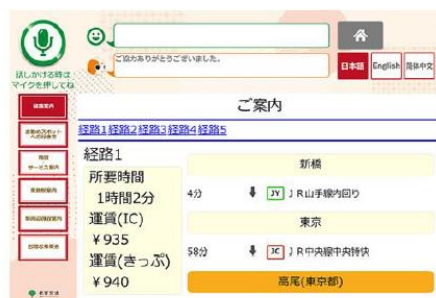 話しかける時は
マイクを押してね
ご協力ありがとうございました。
日本語
English
简体中文
ご案内
経路1経路2経路3経路4経路5
経路1
所要時間
1時間2分
運賃(IC)
¥935
運賃(きっぷ)
¥940
新橋
4分
JY
JR山手線内回り
東京
58分
JC
JR中央線中央特快
高尾(東京都)